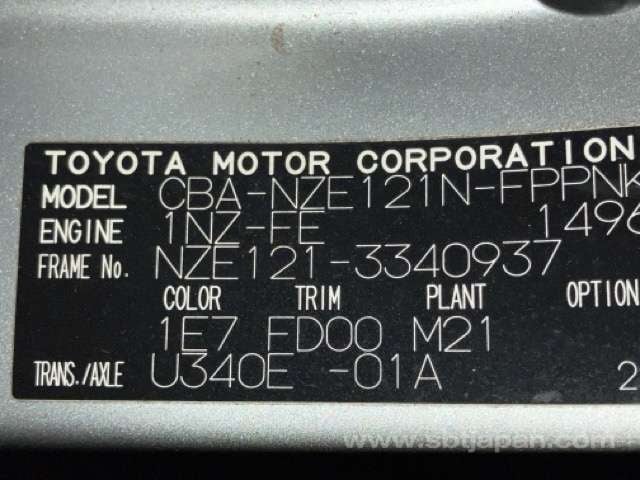 TOYOTA MOTOR CORPORATION
MODEL CBA-NZE121N-FPPNK
ENGINE 1NZ-FE 1496
FRAME No. NZE121-3340937
COLOR TRIM PLANT OPTION
1E7 FD00 M21
TRANS./AXLE U340E -01A 2
www.sbtjapan.com